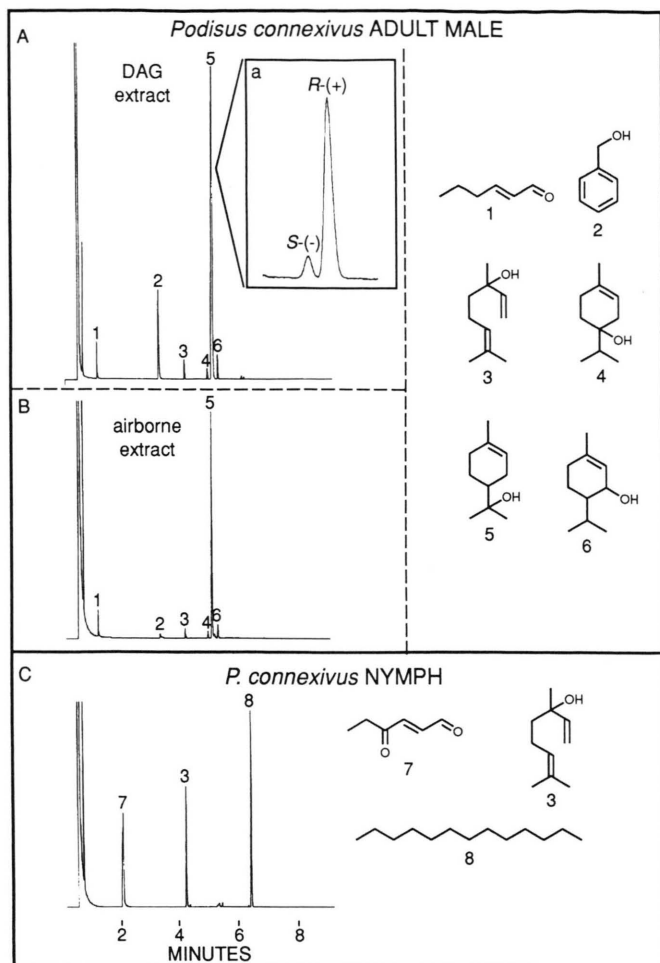 Podisus connexivus ADULT MALE
A
DAG
extract
5
a
R-(+)
S-(-)
1
2
3
4
6
B
airborne
extract
5
1
2
3
4
6
OH
O
1
2
OH
OH
3
4
OH
OH
5
6
C
P. connexivus NYMPH
7
3
8
2
4
6
8
MINUTES
O
O
7
OH
3
8